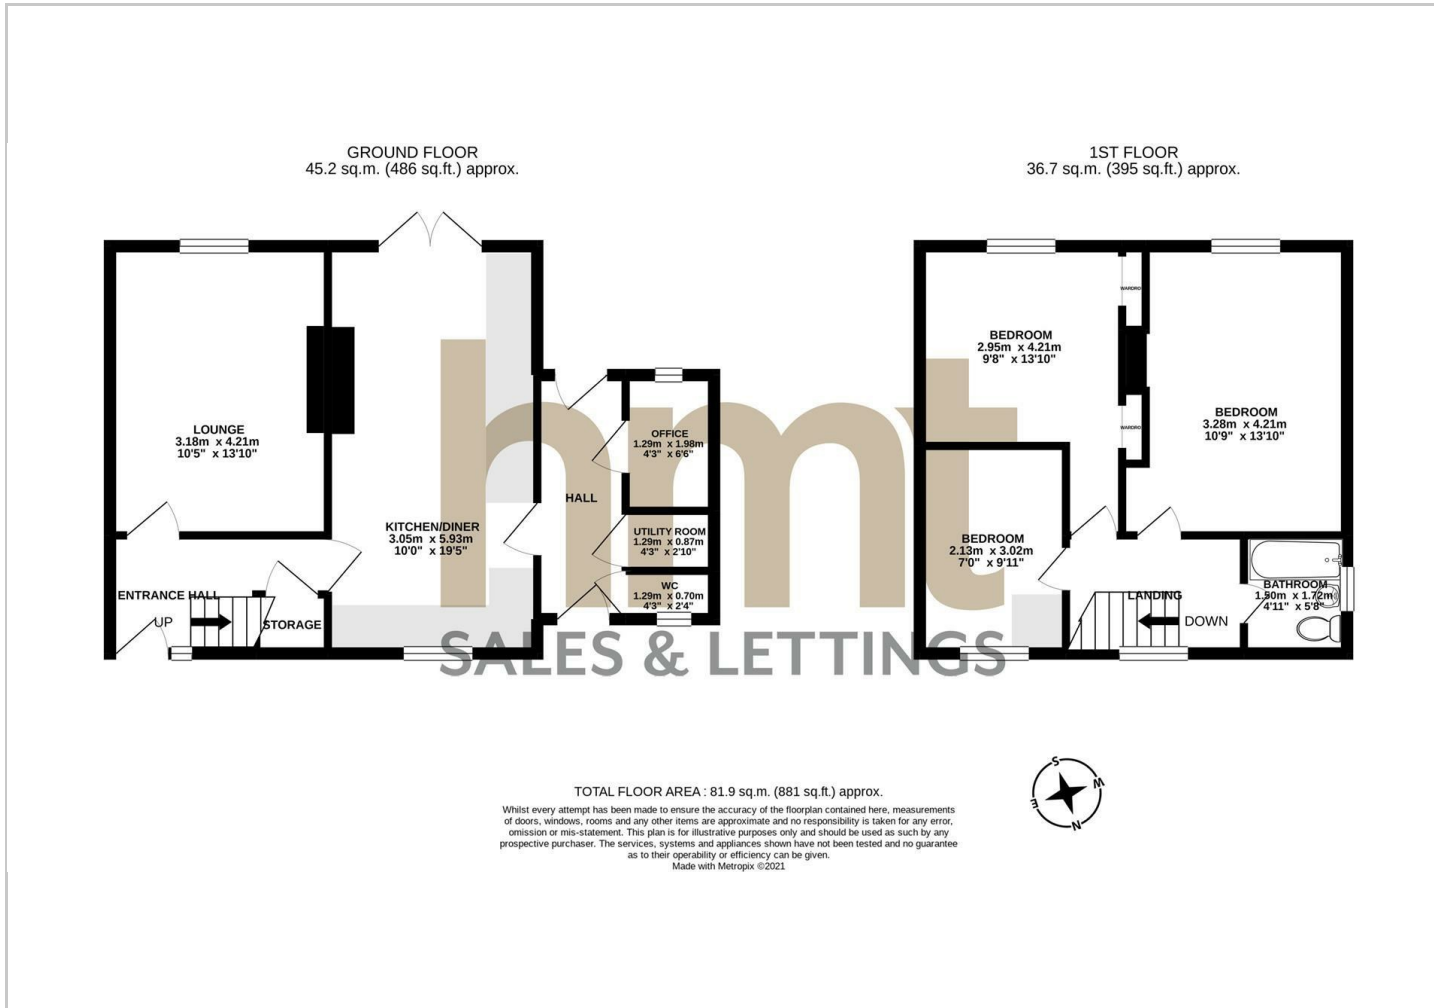 GROUND FLOOR
45.2 sq.m. (486 sq.ft.) approx.
1ST FLOOR
36.7 sq.m. (395 sq.ft.) approx.
LOUNGE
3.18m x 4.21m
10'5" x 13'10"
KITCHEN/DINER
3.05m x 5.93m
10'0" x 19'5"
ENTRANCE HALL
UP
STORAGE
HALL
OFFICE
1.29m x 1.98m
4'3" x 6'6"
UTILITY ROOM
1.29m x 0.87m
4'3" x 2'10"
WC
1.29m x 0.70m
4'3" x 2'4"
BEDROOM
2.95m x 4.21m
9'8" x 13'10"
WARDRO
WARDRO
BEDROOM
3.28m x 4.21m
10'9" x 13'10"
BEDROOM
2.13m x 3.02m
7'0" x 9'11"
LANDING
DOWN
BATHROOM
1.50m x 1.72m
4'11" x 5'8"
hmt
SALES & LETTINGS
S
W
E
N
TOTAL FLOOR AREA : 81.9 sq.m. (881 sq.ft.) approx.
Whilst every attempt has been made to ensure the accuracy of the floorplan contained here, measurements
of doors, windows, rooms and any other items are approximate and no responsibility is taken for any error,
omission or mis-statement. This plan is for illustrative purposes only and should be used as such by any
prospective purchaser. The services, systems and appliances shown have not been tested and no guarantee
as to their operability or efficiency can be given.
Made with Metropix ©2021